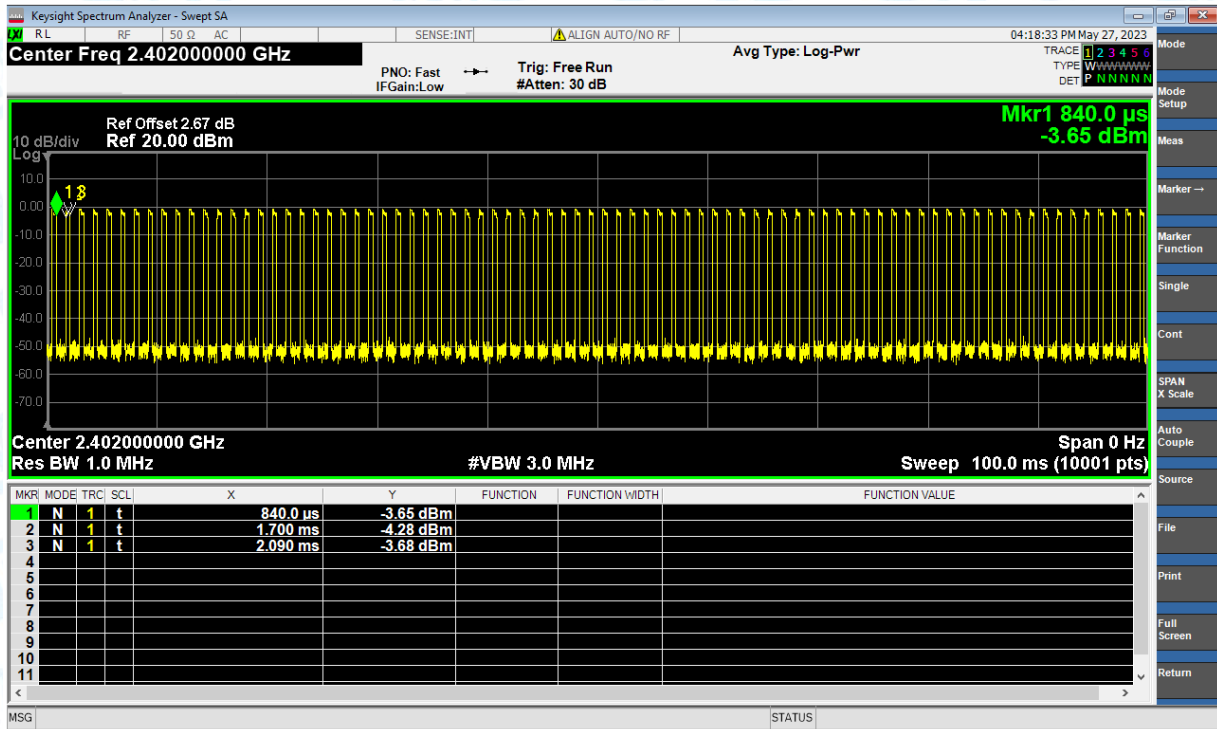 Keysight Spectrum Analyzer - Swept SA
LXI RL RF 50 Ω AC SENSE:INT ALIGN AUTO/NO RF 04:18:33 PM May 27, 2023
Center Freq 2.402000000 GHz
PNO: Fast
IFGain:Low
Trig: Free Run
#Atten: 30 dB
Avg Type: Log-Pwr
TRACE 1 2 3 4 5 6
TYPE WWWWWW
DET P N N N N N
Mkr1 840.0 µs
-3.65 dBm
Ref Offset 2.67 dB
10 dB/div Ref 20.00 dBm
Log
10.0
0.00
-10.0
-20.0
-30.0
-40.0
-50.0
-60.0
-70.0
1 3
Center 2.402000000 GHz Span 0 Hz
Res BW 1.0 MHz #VBW 3.0 MHz Sweep 100.0 ms (10001 pts)
MKR MODE TRC SCL X Y FUNCTION FUNCTION WIDTH FUNCTION VALUE
1 N 1 t 840.0 µs -3.65 dBm
2 N 1 t 1.700 ms -4.28 dBm
3 N 1 t 2.090 ms -3.68 dBm
4
5
6
7
8
9
10
11
MSG STATUS
Mode
Mode
Setup
Meas
Marker →
Marker
Function
Single
Cont
SPAN
X Scale
Auto
Couple
Source
File
Print
Full
Screen
Return